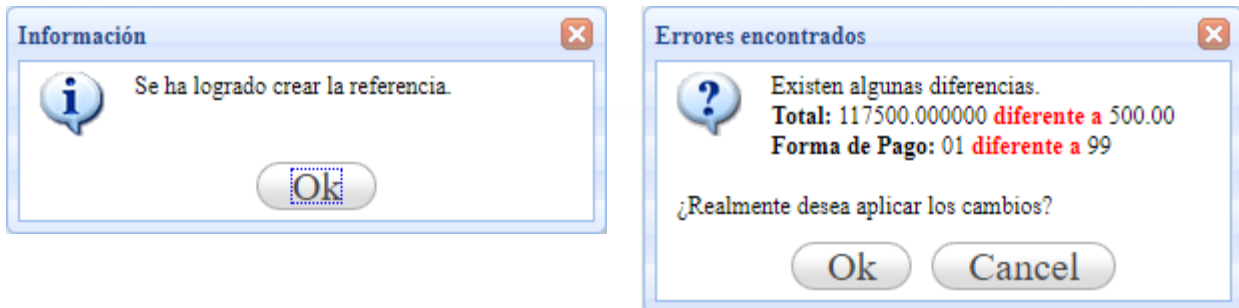 Información
Se ha logrado crear la referencia.
Ok
Errores encontrados
Existen algunas diferencias.
Total: 117500.000000 diferente a 500.00
Forma de Pago: 01 diferente a 99
¿Realmente desea aplicar los cambios?
Ok Cancel